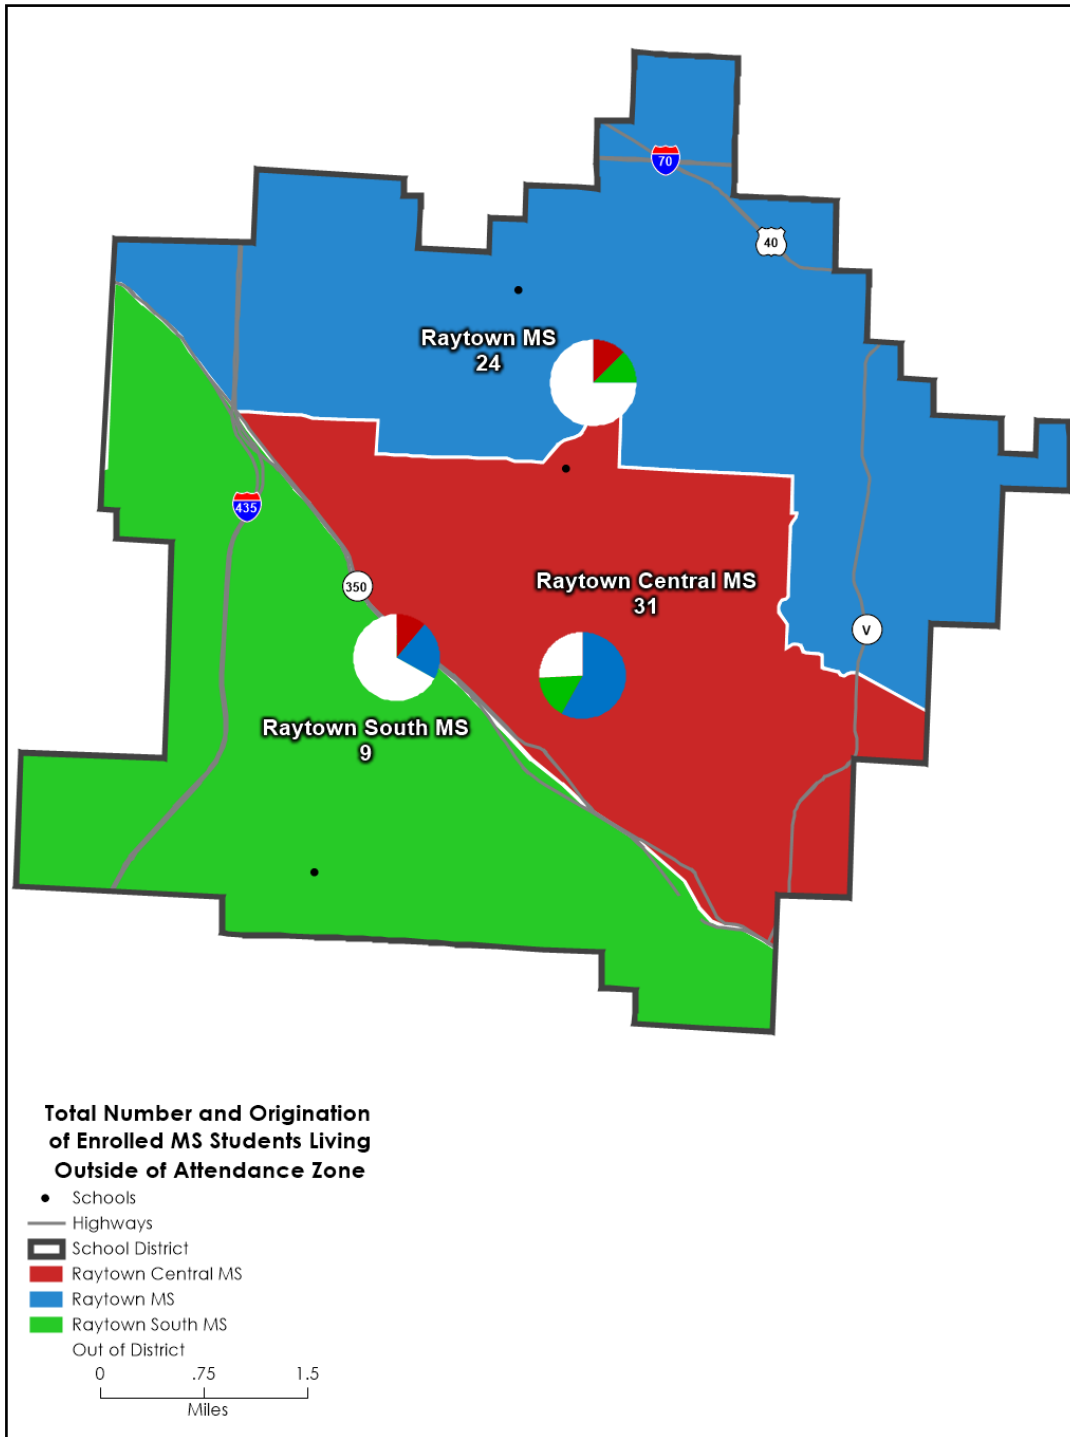 70
40
Raytown MS
24
435
350
Raytown Central MS
31
V
Raytown South MS
9
Total Number and Origination
of Enrolled MS Students Living
Outside of Attendance Zone
Schools
Highways
School District
Raytown Central MS
Raytown MS
Raytown South MS
Out of District
0 .75 1.5
Miles